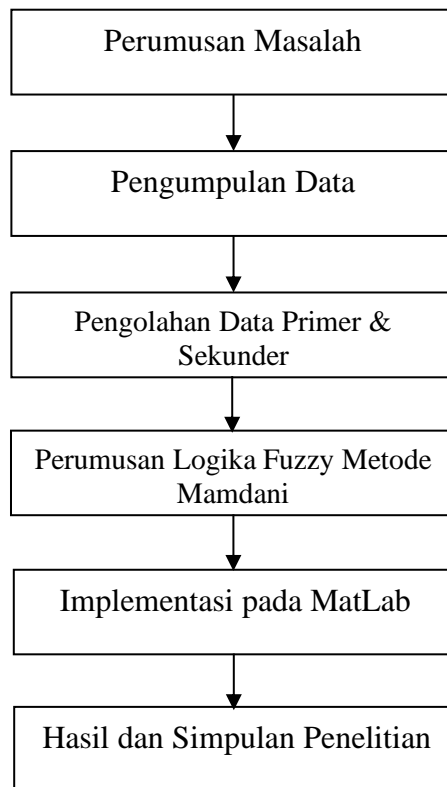 Perumusan Masalah
Pengumpulan Data
Pengolahan Data Primer &
Sekunder
Perumusan Logika Fuzzy Metode
Mamdani
Implementasi pada MatLab
Hasil dan Simpulan Penelitian